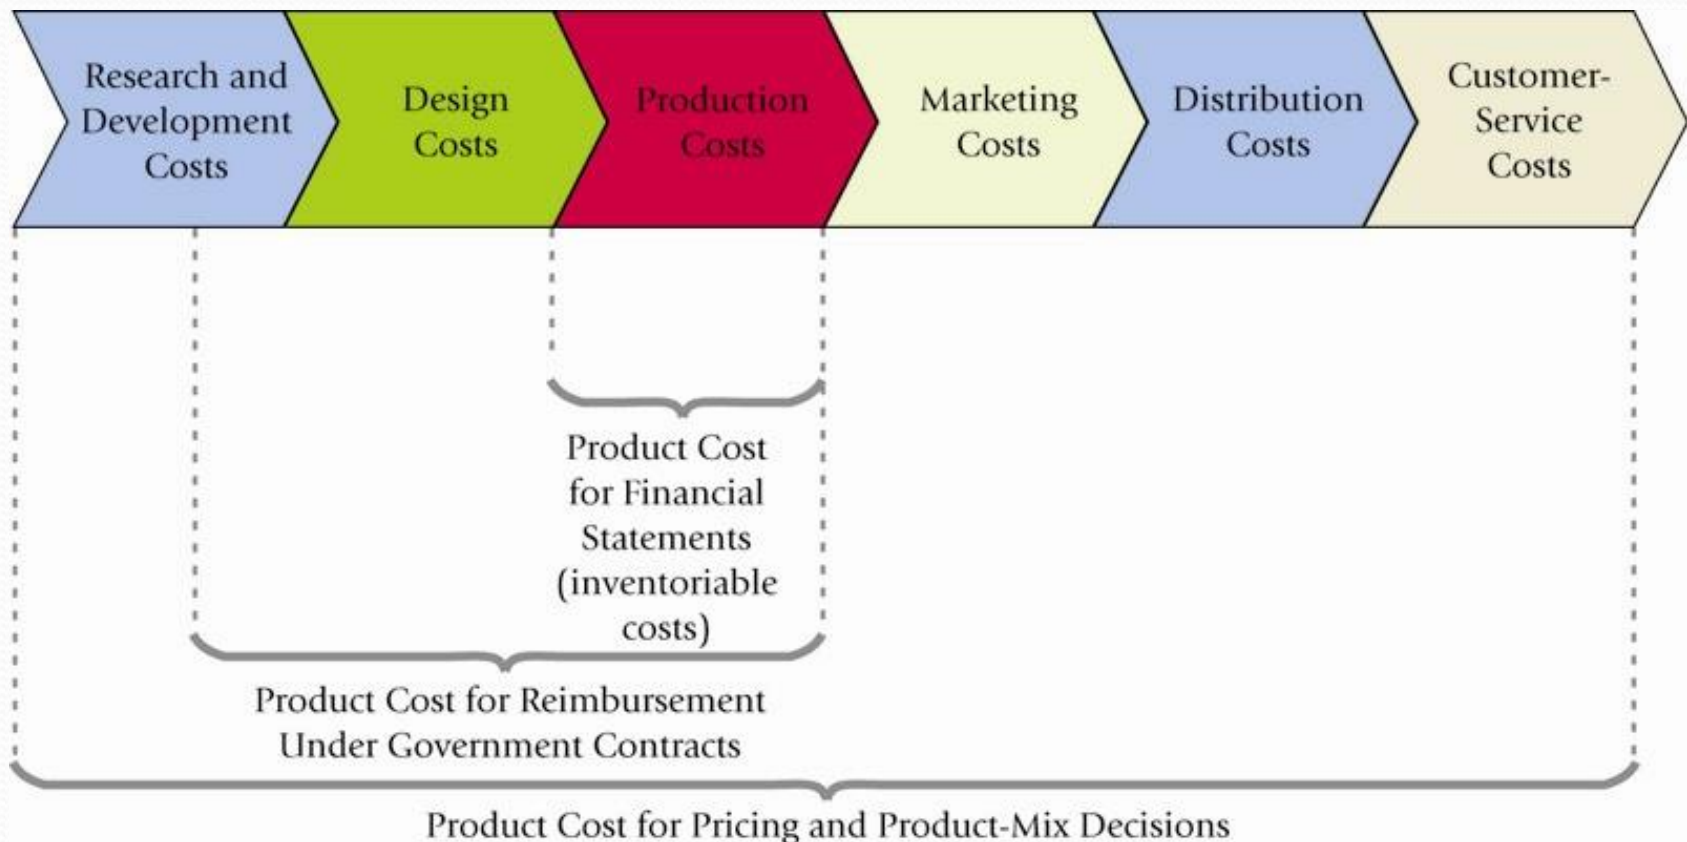 Research and
Development
Costs
Design
Costs
Production
Costs
Marketing
Costs
Distribution
Costs
Customer-
Service
Costs
Product Cost
for Financial
Statements
(inventoriable
costs)
Product Cost for Reimbursement
Under Government Contracts
Product Cost for Pricing and Product-Mix Decisions